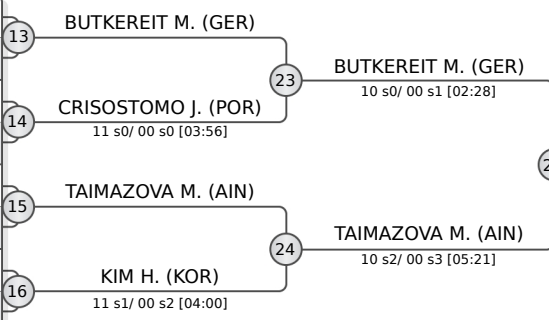 BUTKEREIT M. (GER)
13
23
BUTKEREIT M. (GER)
10 s0/ 00 s1 [02:28]
CRISOSTOMO J. (POR)
14
11 s0/ 00 s0 [03:56]
TAIMAZOVA M. (AIN)
15
24
TAIMAZOVA M. (AIN)
10 s2/ 00 s3 [05:21]
KIM H. (KOR)
16
11 s1/ 00 s2 [04:00]